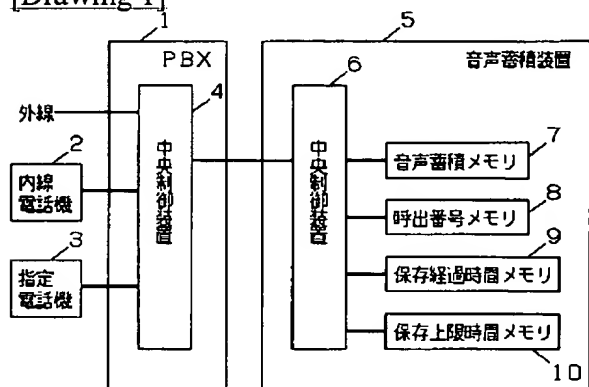 [Drawing 1]
1
PBX
4
中央制御装置
外線
2
内線
電話機
3
指定
電話機
5
音声蓄積装置
6
中央制御装置
音声蓄積メモリ
7
呼出番号メモリ
8
保存経過時間メモリ
9
保存上限時間メモリ
10